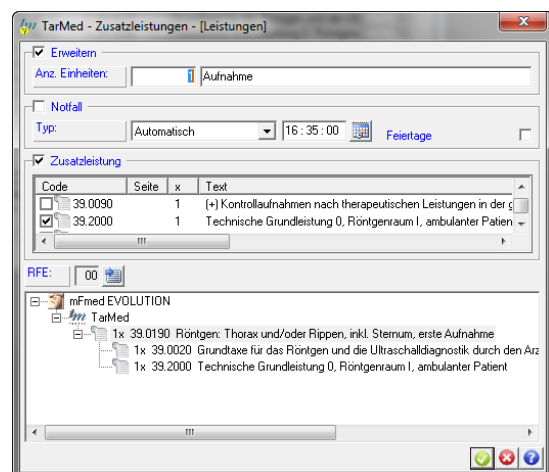 TarMed - Zusatzleistungen - [Leistungen]
Erweitern
Anz. Einheiten: 1 Aufnahme
Notfall
Typ: Automatisch 16 : 35 : 00 Feiertage
Zusatzleistung
Code Seite x Text
39.0090 1 (+) Kontrollaufnahmen nach therapeutischen Leistungen in der g
39.2000 1 Technische Grundleistung 0, Röntgenraum I, ambulanter Patien
RFE: 00
mFmed EVOLUTION
TarMed
1x 39.0190 Röntgen: Thorax und/oder Rippen, inkl. Sternum, erste Aufnahme
1x 39.0020 Grundtaxe für das Röntgen und die Ultraschalldiagnostik durch den Arz
1x 39.2000 Technische Grundleistung 0, Röntgenraum I, ambulanter Patient